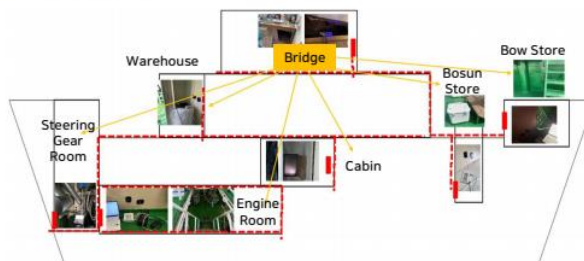 Bridge
Warehouse
Bow Store
Bosun
Store
Steering
Gear
Room
Cabin
Engine
Room